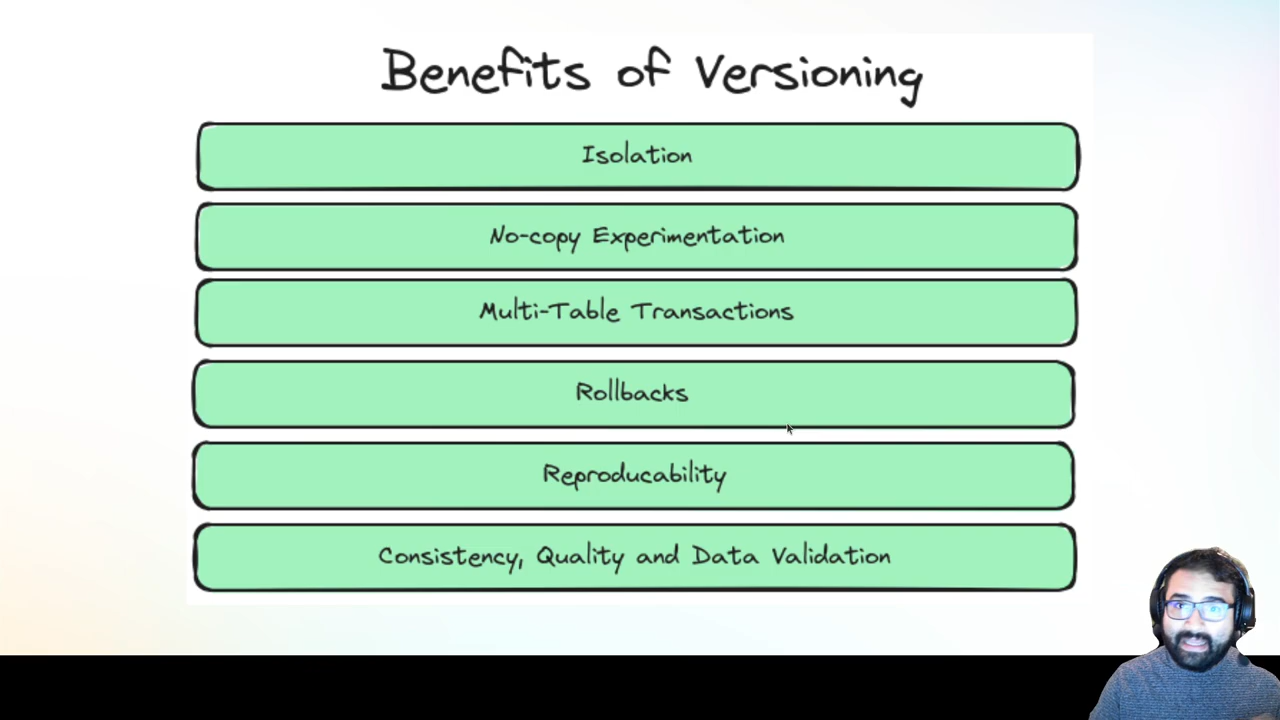 Benefits of Versioning
Isolation
No-copy Experimentation
Multi-Table Transactions
Rollbacks
Reproducability
Consistency, Quality and Data Validation